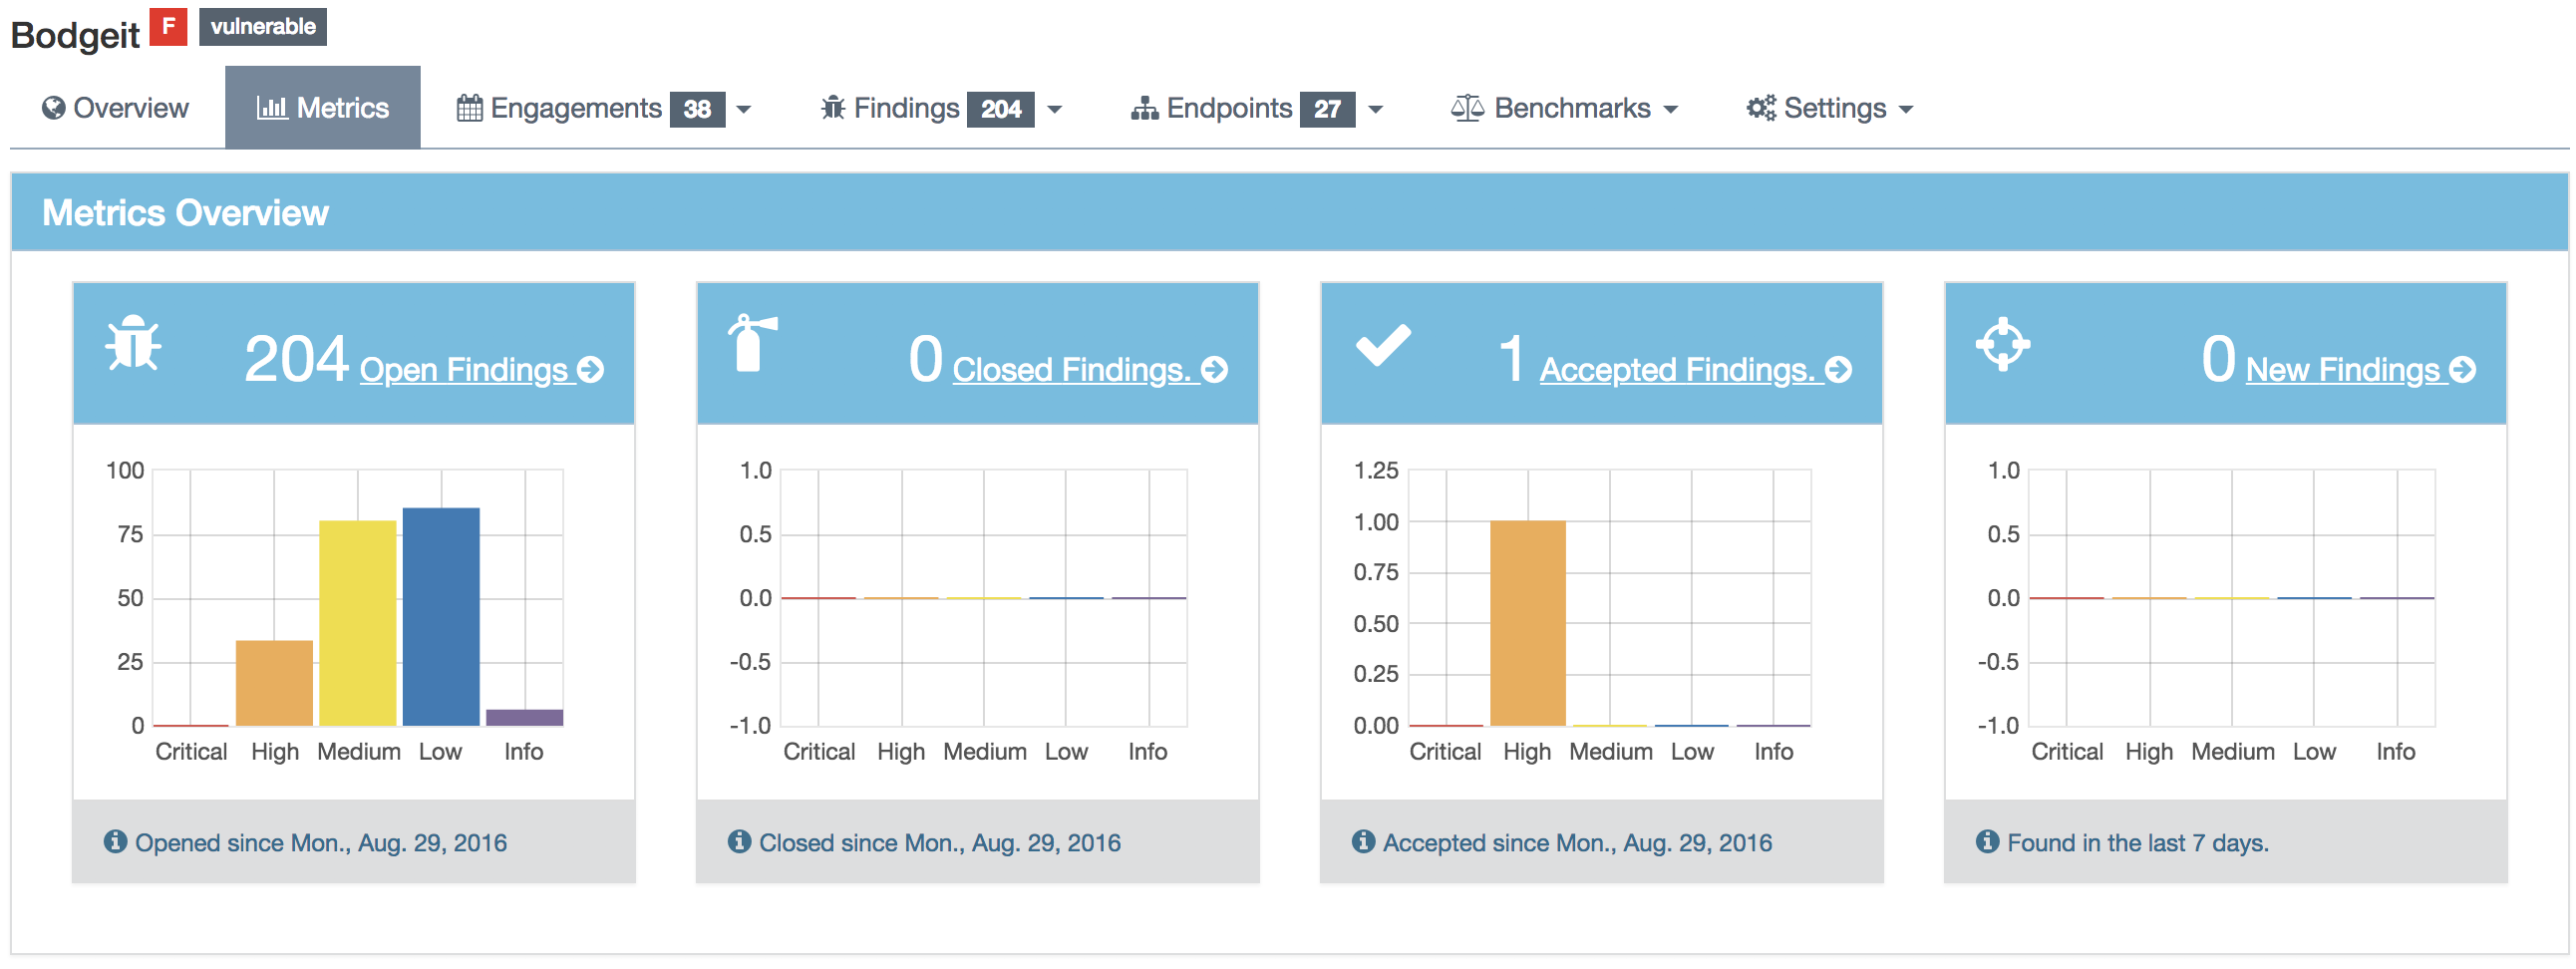 Bodgeit F vulnerable
Overview Metrics Engagements 38 Findings 204 Endpoints 27 Benchmarks Settings
Metrics Overview
204 Open Findings
100
75
50
25
0
Critical High Medium Low Info
Opened since Mon., Aug. 29, 2016
0 Closed Findings.
1.0
0.5
0.0
-0.5
-1.0
Critical High Medium Low Info
Closed since Mon., Aug. 29, 2016
1 Accepted Findings.
1.25
1.00
0.75
0.50
0.25
0.00
Critical High Medium Low Info
Accepted since Mon., Aug. 29, 2016
0 New Findings
1.0
0.5
0.0
-0.5
-1.0
Critical High Medium Low Info
Found in the last 7 days.